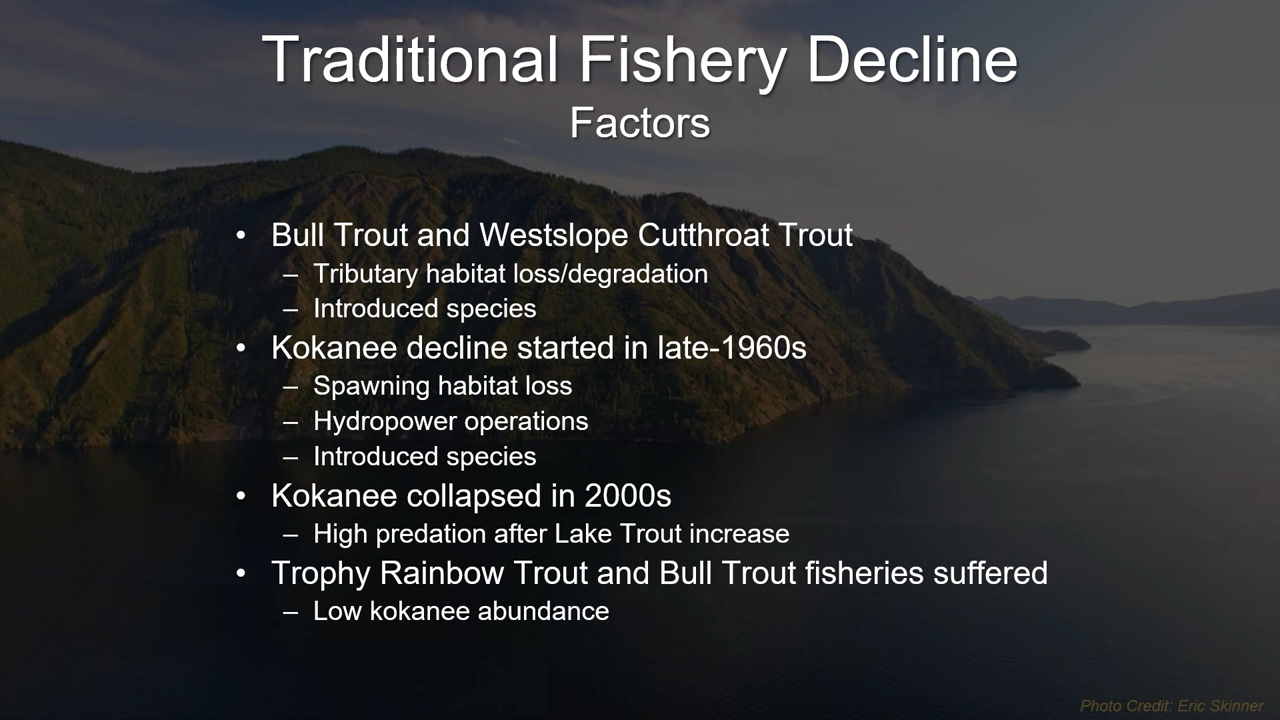 Traditional Fishery Decline
Factors
• Bull Trout and Westslope Cutthroat Trout
– Tributary habitat loss/degradation
– Introduced species
• Kokanee decline started in late-1960s
– Spawning habitat loss
– Hydropower operations
– Introduced species
• Kokanee collapsed in 2000s
– High predation after Lake Trout increase
• Trophy Rainbow Trout and Bull Trout fisheries suffered
– Low kokanee abundance
Photo Credit: Eric Skinner